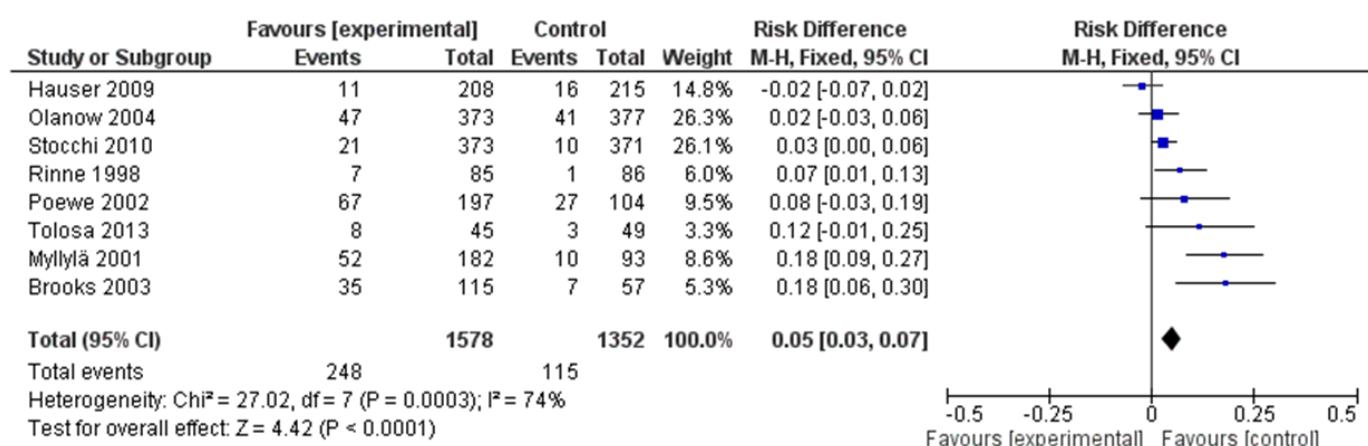 Favours [experimental] Control Risk Difference Risk Difference
Study or Subgroup Events Total Events Total Weight M-H, Fixed, 95% CI M-H, Fixed, 95% CI
Hauser 2009 11 208 16 215 14.8% -0.02 [-0.07, 0.02]
Olanow 2004 47 373 41 377 26.3% 0.02 [-0.03, 0.06]
Stocchi 2010 21 373 10 371 26.1% 0.03 [0.00, 0.06]
Rinne 1998 7 85 1 86 6.0% 0.07 [0.01, 0.13]
Poewe 2002 67 197 27 104 9.5% 0.08 [-0.03, 0.19]
Tolosa 2013 8 45 3 49 3.3% 0.12 [-0.01, 0.25]
Myllylä 2001 52 182 10 93 8.6% 0.18 [0.09, 0.27]
Brooks 2003 35 115 7 57 5.3% 0.18 [0.06, 0.30]
Total (95% CI) 1578 1352 100.0% 0.05 [0.03, 0.07]
Total events 248 115
Heterogeneity: Chi² = 27.02, df = 7 (P = 0.0003); I² = 74%
Test for overall effect: Z = 4.42 (P < 0.0001)
-0.5 -0.25 0 0.25 0.5
Favours [experimental] Favours [control]